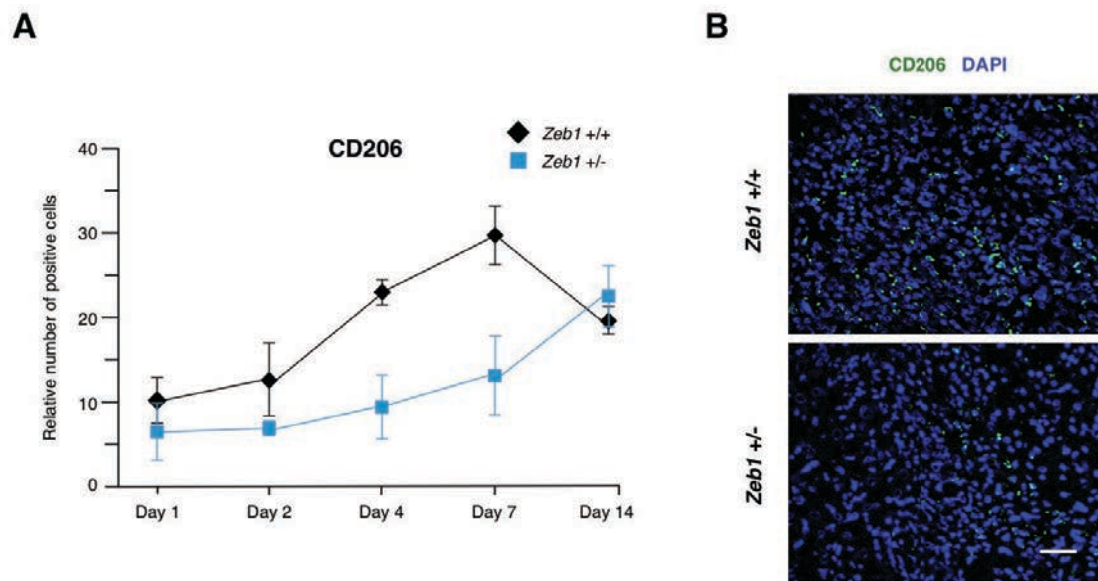 A
B
CD206 DAPI
CD206
Zeb1 +/+
Zeb1 +/-
40
30
20
10
0
Relative number of positive cells
Day 1 Day 2 Day 4 Day 7 Day 14
Zeb1 +/+
Zeb1 +/-